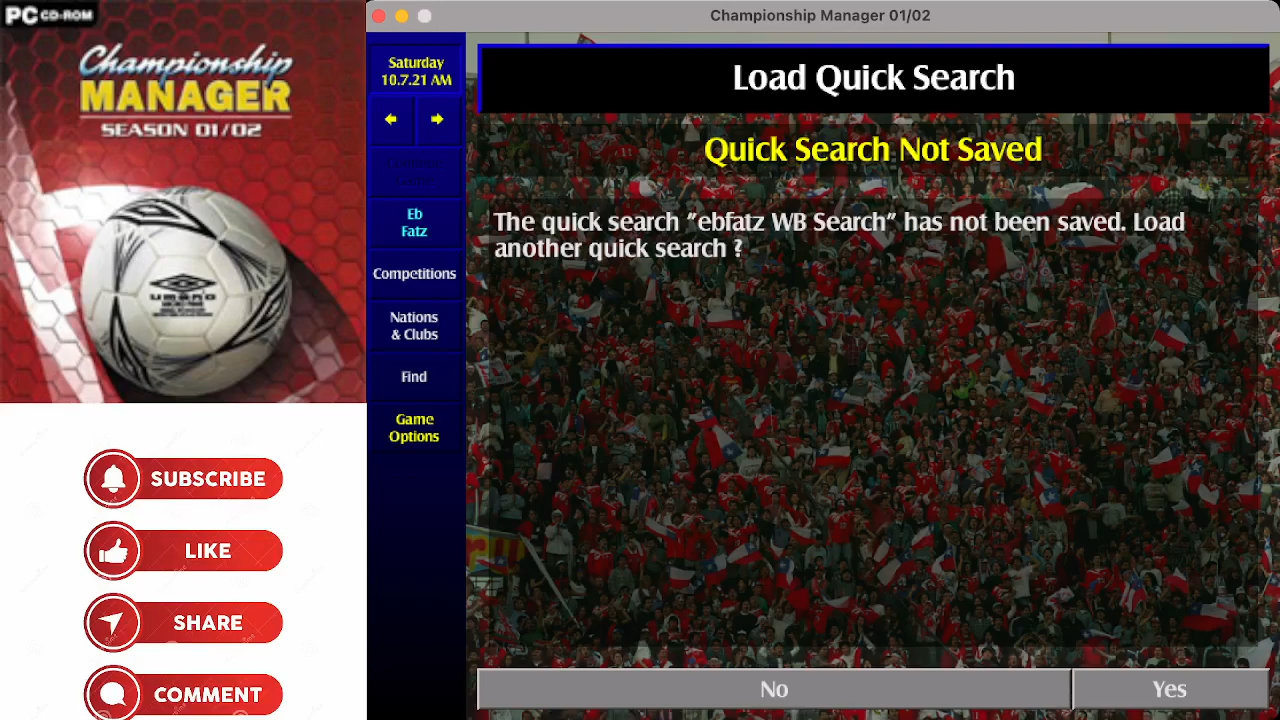 PC CD-ROM
Championship
MANAGER
SEASON 01/02
UMBRO
SUBSCRIBE
LIKE
SHARE
COMMENT
Championship Manager 01/02
Saturday
10.7.21 AM
Continue
Game
Eb
Fatz
Competitions
Nations
& Clubs
Find
Game
Options
Load Quick Search
Quick Search Not Saved
The quick search "ebfatz WB Search" has not been saved. Load
another quick search ?
No
Yes